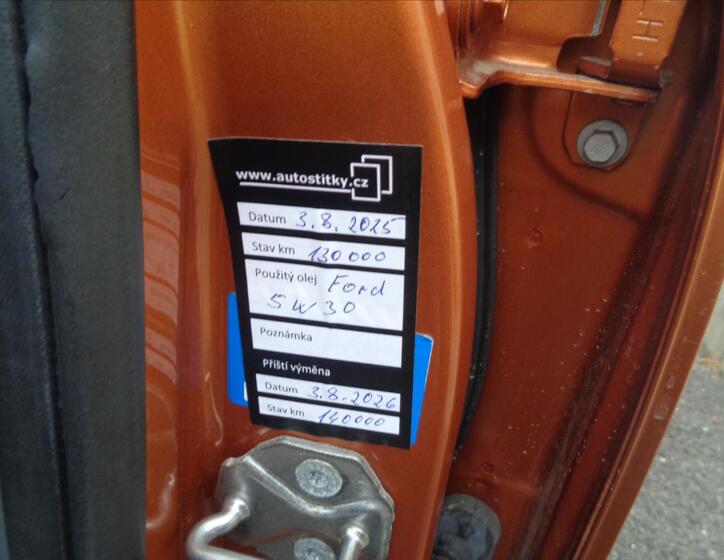 www.autostitky.cz
Datum 3.8.2025
Stav km 130 000
Použitý olej Ford
5W30
Poznámka
Příští výměna
Datum 3.8.2026
Stav km 140000